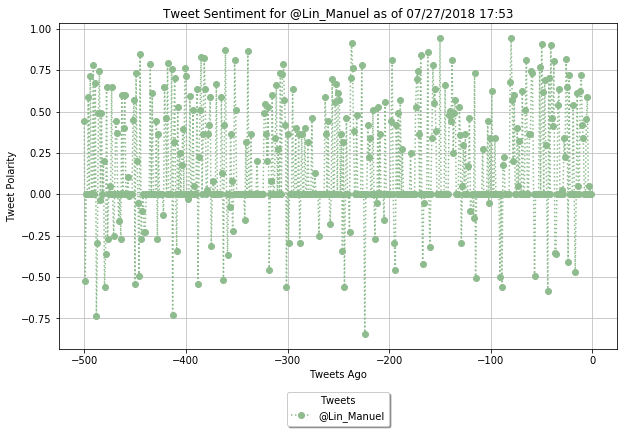 Tweet Sentiment for @Lin_Manuel as of 07/27/2018 17:53
1.00
0.75
0.50
0.25
0.00
−0.25
−0.50
−0.75
Tweet Polarity
−500
−400
−300
−200
−100
0
Tweets Ago
Tweets
@Lin_Manuel